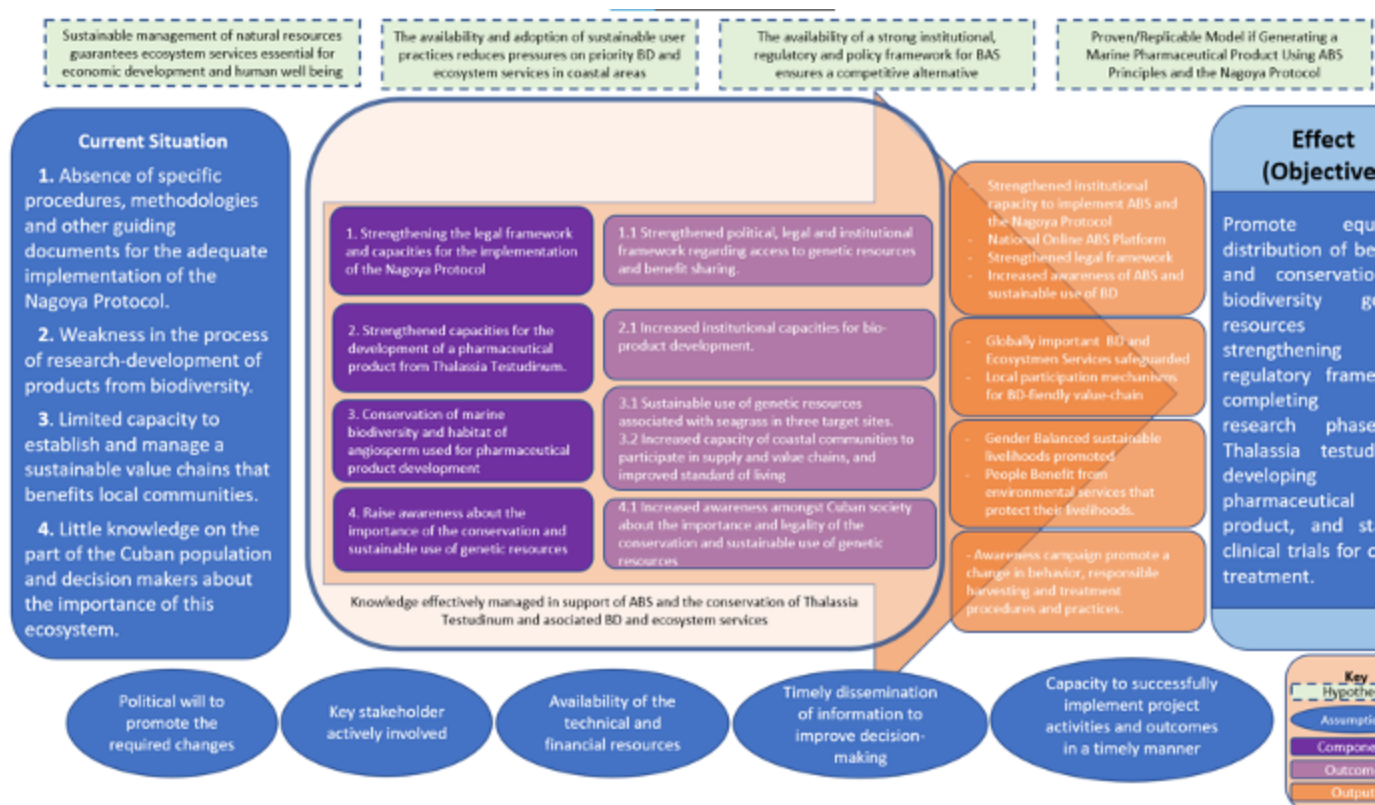 Sustainable management of natural resources
guarantees ecosystem services essential for
economic development and human well being
The availability and adoption of sustainable user
practices reduces pressures on priority BD and
ecosystem services in coastal areas
The availability of a strong institutional,
regulatory and policy framework for BAS
ensures a competitive alternative
Proven/Replicable Model if Generating a
Marine Pharmaceutical Product Using ABS
Principles and the Nagoya Protocol
Current Situation
1. Absence of specific
procedures, methodologies
and other guiding
documents for the adequate
implementation of the
Nagoya Protocol.
2. Weakness in the process
of research-development of
products from biodiversity.
3. Limited capacity to
establish and manage a
sustainable value chains that
benefits local communities.
4. Little knowledge on the
part of the Cuban population
and decision makers about
the importance of this
ecosystem.
1. Strengthening the legal framework
and capacities for the implementation
of the Nagoya Protocol
2. Strengthened capacities for the
development of a pharmaceutical
product from Thalassia Testudinum.
3. Conservation of marine
biodiversity and habitat of
angiosperm used for pharmaceutical
product development
4. Raise awareness about the
importance of the conservation and
sustainable use of genetic resources
1.1 Strengthened political, legal and institutional
framework regarding access to genetic resources
and benefit sharing.
2.1 Increased institutional capacities for bio-
product development.
3.1 Sustainable use of genetic resources
associated with seagrass in three target sites.
3.2 Increased capacity of coastal communities to
participate in supply and value chains, and
improved standard of living
4.1 Increased awareness amongst Cuban society
about the importance and legality of the
conservation and sustainable use of genetic
resources
Knowledge effectively managed in support of ABS and the conservation of Thalassia
Testudinum and asociated BD and ecosystem services
- Strengthened institutional
capacity to implement ABS and
the Nagoya Protocol
- National Online ABS Platform
- Strengthened legal framework
- Increased awareness of ABS and
sustainable use of BD
- Globally important BD and
Ecosystmen Services safeguarded
- Local participation mechanisms
for BD-fiendly value-chain
- Gender Balanced sustainable
livelihoods promoted
- People Benefit from
environmental services that
protect their livelihoods.
- Awareness campaign promote a
change in behavior, responsible
harvesting and treatment
procedures and practices.
Effect
(Objective
Promote equ
distribution of be
and conservatio
biodiversity ge
resources
strengthening
regulatory frame
completing
research phase
Thalassia testud
developing
pharmaceutical
product, and sta
clinical trials for c
treatment.
Political will to
promote the
required changes
Key stakeholder
actively involved
Availability of the
technical and
financial resources
Timely dissemination
of information to
improve decision-
making
Capacity to successfully
implement project
activities and outcomes
in a timely manner
Key
Hypothe
Assumptio
Compone
Outcom
Output